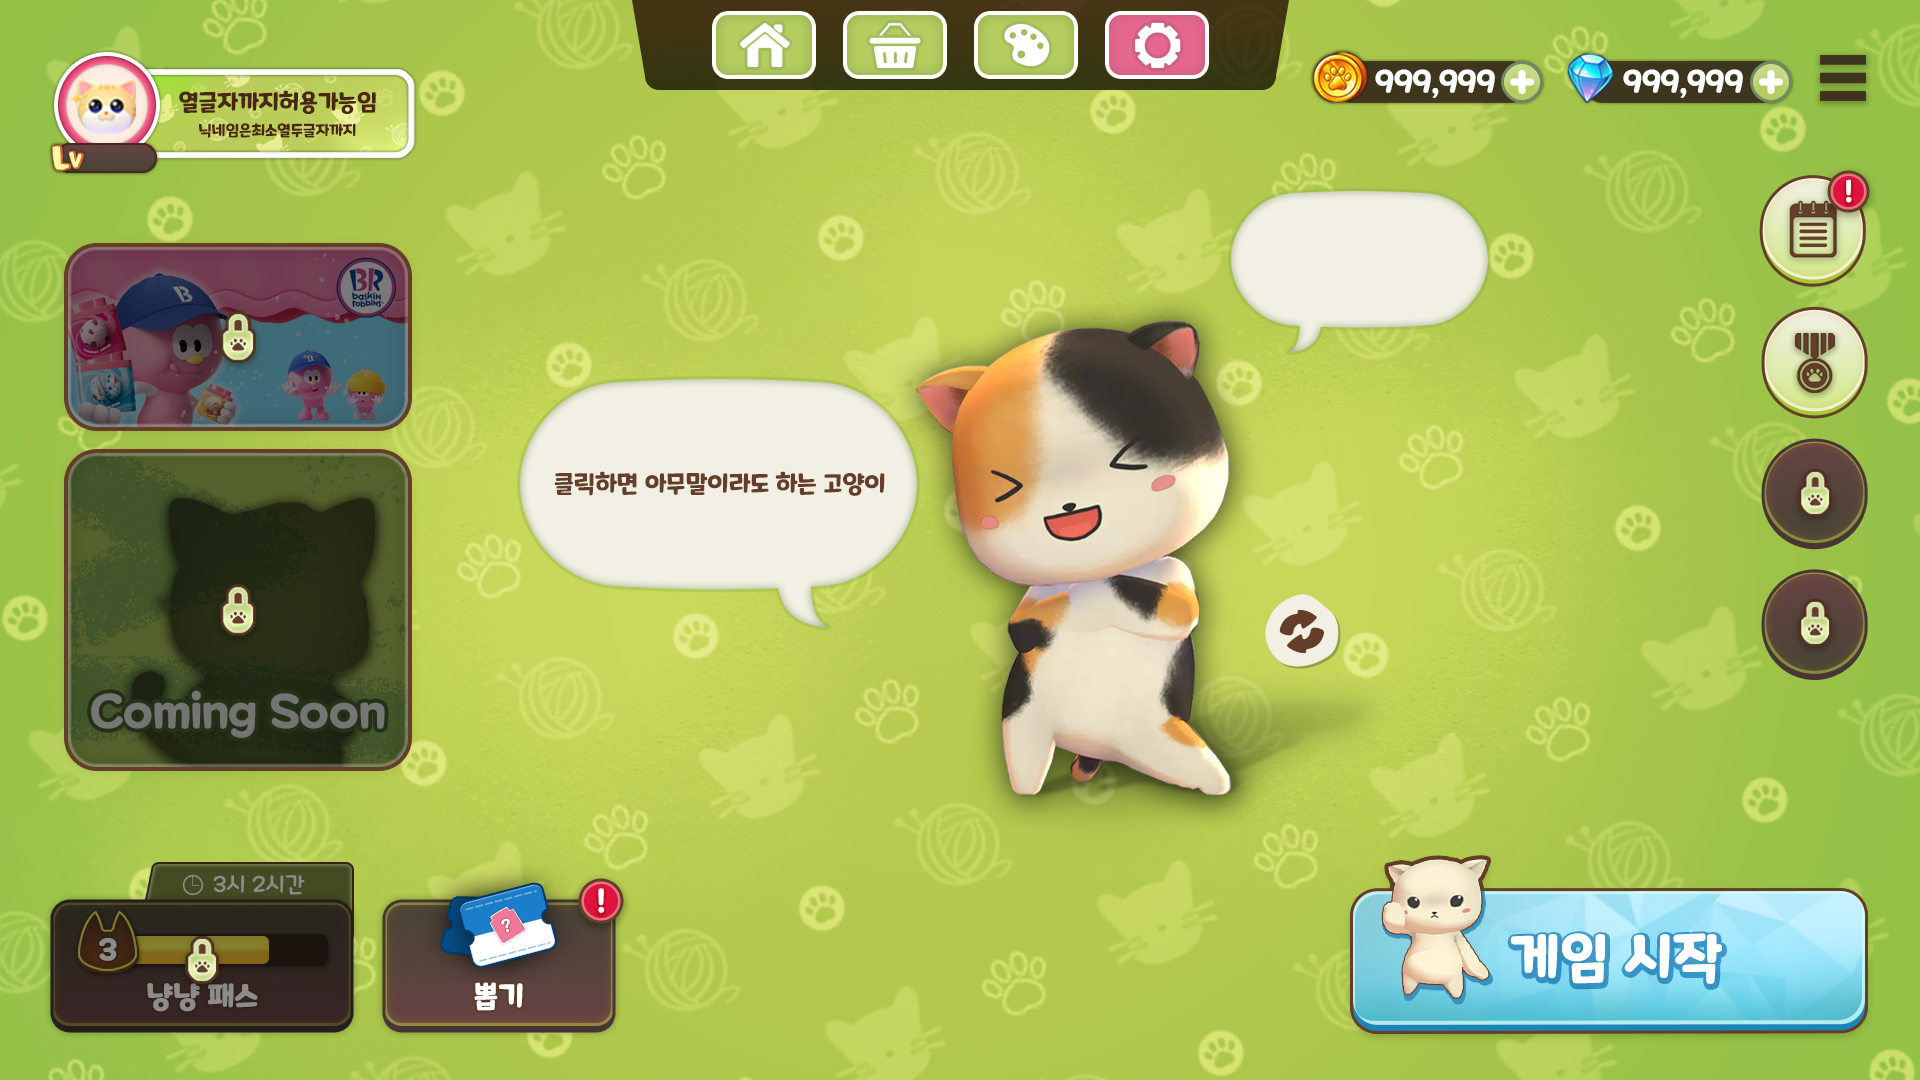 열글자까지허용가능임
닉네임은최소열두글자까지
Lv
999,999
999,999
!
BR
baskin
robbins
클릭하면 아무말이라도 하는 고양이
Coming Soon
3시 2시간
3
냥냥 패스
?
!
뽑기
게임 시작